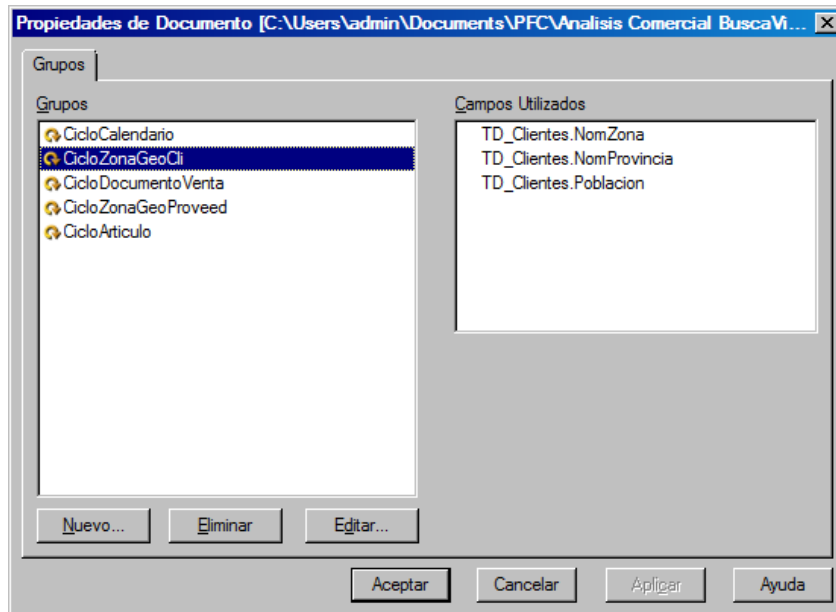 Propiedades de Documento [C:\Users\admin\Documents\PFC\Analisis Comercial BuscaVi...
Grupos
Grupos
CicloCalendario
CicloZonaGeoCli
CicloDocumentoVenta
CicloZonaGeoProveed
CicloArticulo
Campos Utilizados
TD_Clientes.NomZona
TD_Clientes.NomProvincia
TD_Clientes.Poblacion
Nuevo... Eliminar Editar...
Aceptar Cancelar Aplicar Ayuda